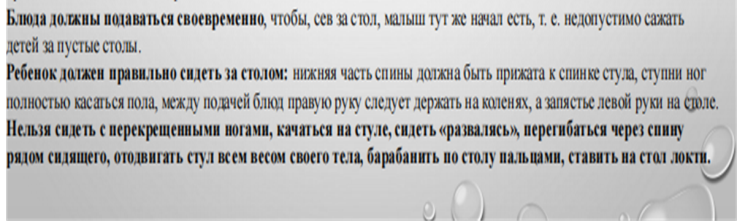 Блюда должны подаваться своевременно, чтобы, сев за стол, малыш тут же начал есть, т. е. недопустимо сажать
детей за пустые столы.
Ребенок должен правильно сидеть за столом: нижняя часть спины должна быть прижата к спинке стула, ступни ног
полностью касаться пола, между подачей блюд правую руку следует держать на коленях, а запястье левой руки на столе.
Нельзя сидеть с перекрещенными ногами, качаться на стуле, сидеть «развалясь», перегибаться через спину
рядом сидящего, отодвигать стул всем весом своего тела, барабанить по столу пальцами, ставить на стол локти.